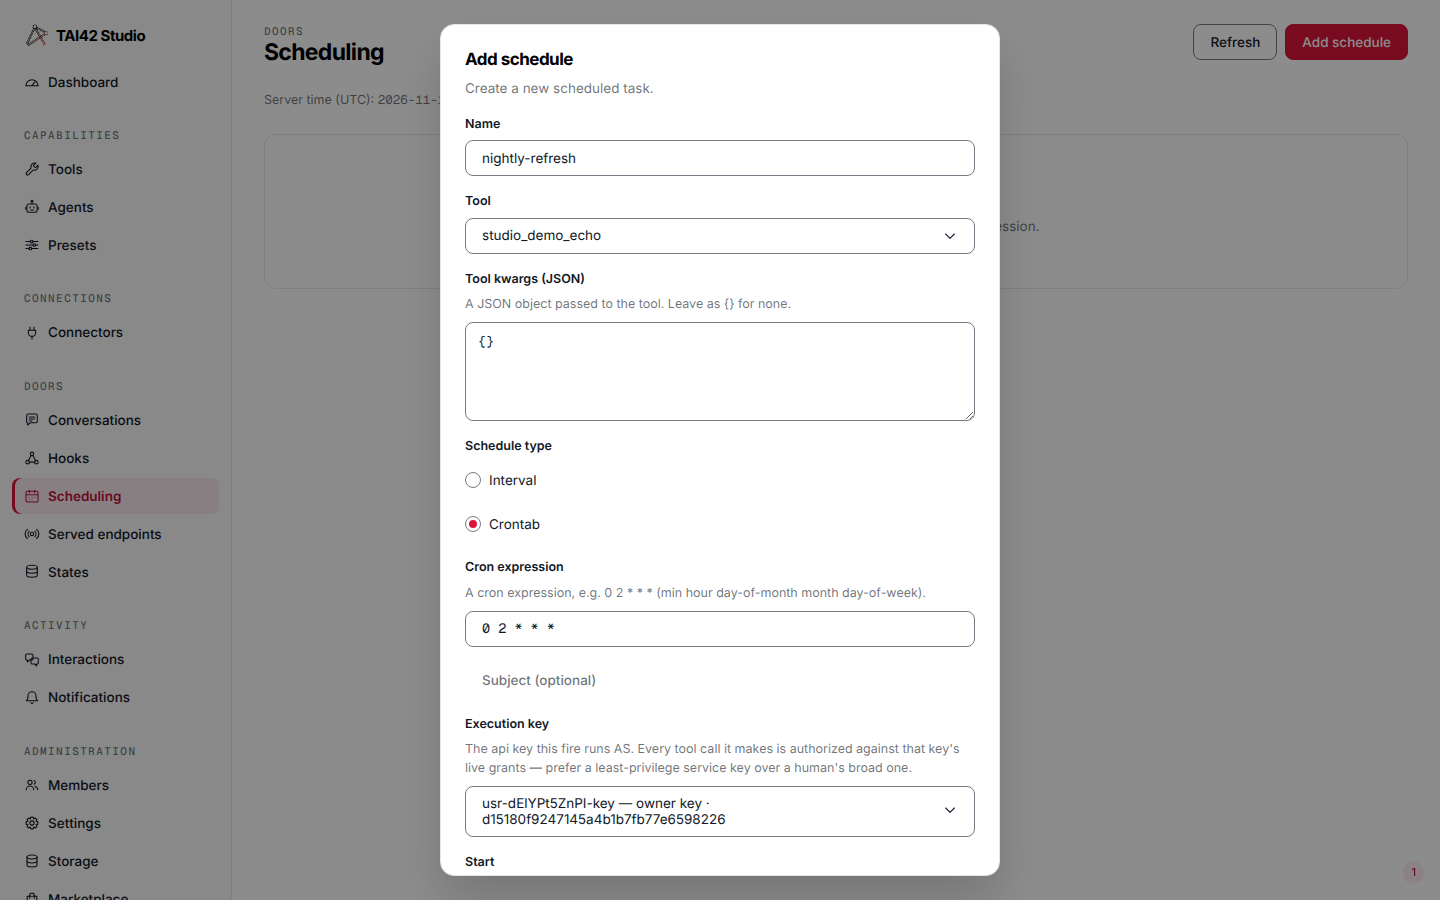 TAI42 Studio
Dashboard
CAPABILITIES
Tools
Agents
Presets
CONNECTIONS
Connectors
DOORS
Conversations
Hooks
Scheduling
Served endpoints
States
ACTIVITY
Interactions
Notifications
ADMINISTRATION
Members
Settings
Storage
Marketplace
DOORS
Scheduling
Refresh
Add schedule
Server time (UTC): 2026-11-
Add schedule
Create a new scheduled task.
Name
nightly-refresh
Tool
studio_demo_echo
Tool kwargs (JSON)
A JSON object passed to the tool. Leave as {} for none.
{}
Schedule type
Interval
Crontab
Cron expression
A cron expression, e.g. 0 2 * * * (min hour day-of-month month day-of-week).
0 2 * * *
Subject (optional)
Execution key
The api key this fire runs AS. Every tool call it makes is authorized against that key's
live grants — prefer a least-privilege service key over a human's broad one.
usr-dEIYPt5ZnPI-key — owner key ·
d15180f9247145a4b1b7fb77e6598226
Start
1